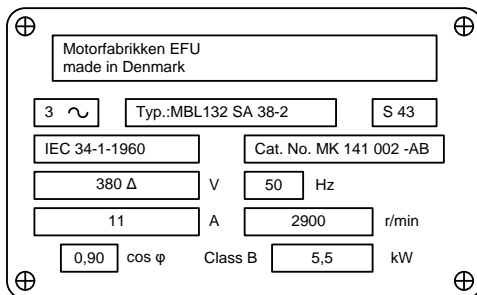 Motorfabrikken EFU
made in Denmark
3 ∿ Typ.:MBL132 SA 38-2 S 43
IEC 34-1-1960 Cat. No. MK 141 002 -AB
380 Δ V 50 Hz
11 A 2900 r/min
0,90 cos φ Class B 5,5 kW